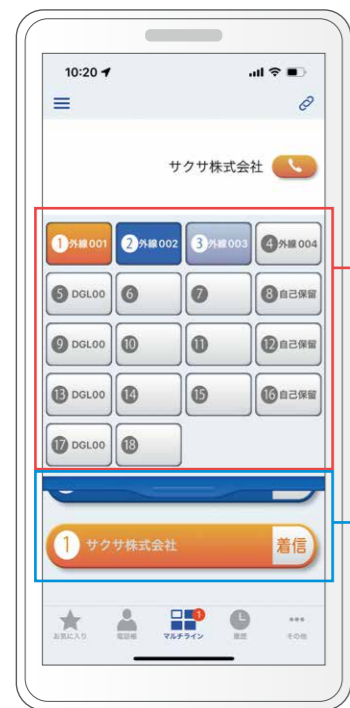 10:20
サクサ株式会社
1 外線001 2 外線002 3 外線003 4 外線004
5 DGL00 6 7 8 自己保留
9 DGL00 10 11 12 自己保留
13 DGL00 14 15 16 自己保留
17 DGL00 18
1 サクサ株式会社 着信
1
お気に入り 電話帳 マルチライン 履歴 その他